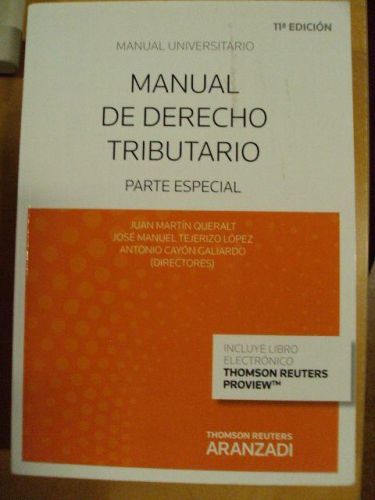 11ª EDICIÓN
MANUAL UNIVERSITARIO
MANUAL
DE DERECHO
TRIBUTARIO
PARTE ESPECIAL
JUAN MARTÍN QUERALT
JOSÉ MANUEL TEJERIZO LÓPEZ
ANTONIO CAYÓN GALIARDO
(DIRECTORES)
INCLUYE LIBRO
ELECTRÓNICO
THOMSON REUTERS
PROVIEW™
THOMSON REUTERS
ARANZADI